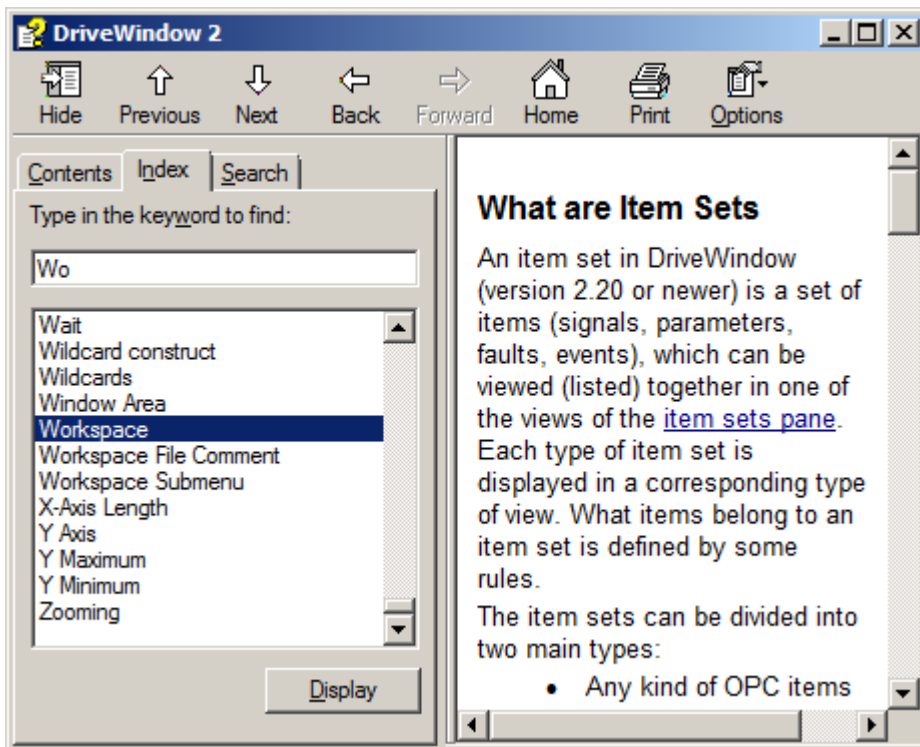 DriveWindow 2
Hide Previous Next Back Forward Home Print Options
Contents Index Search
Type in the keyword to find:
Wo
Wait
Wildcard construct
Wildcards
Window Area
Workspace
Workspace File Comment
Workspace Submenu
X-Axis Length
Y Axis
Y Maximum
Y Minimum
Zooming
Display
What are Item Sets
An item set in DriveWindow
(version 2.20 or newer) is a set of
items (signals, parameters,
faults, events), which can be
viewed (listed) together in one of
the views of the item sets pane.
Each type of item set is
displayed in a corresponding type
of view. What items belong to an
item set is defined by some
rules.
The item sets can be divided into
two main types:
• Any kind of OPC items